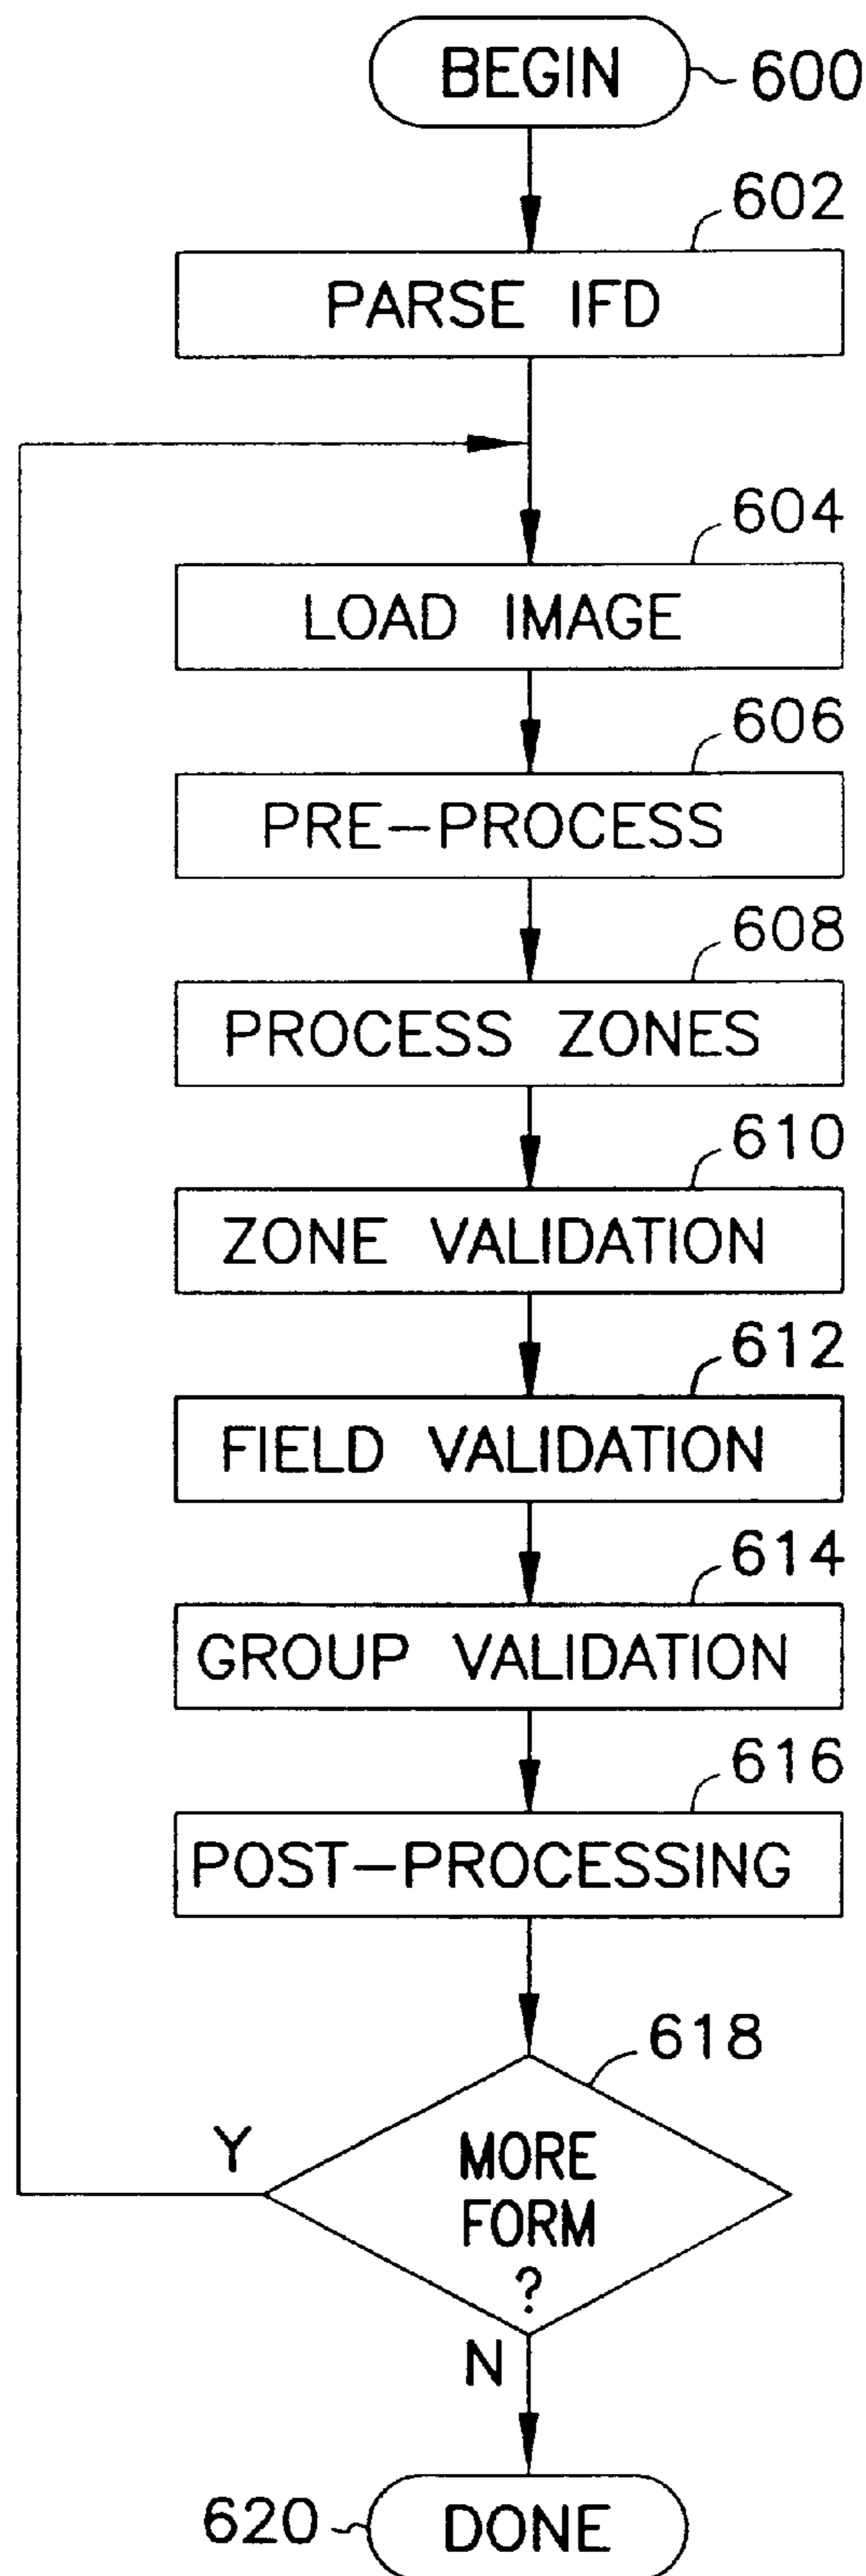 BEGIN 600
602
PARSE IFD
604
LOAD IMAGE
606
PRE-PROCESS
608
PROCESS ZONES
610
ZONE VALIDATION
612
FIELD VALIDATION
614
GROUP VALIDATION
616
POST-PROCESSING
618
Y
MORE
FORM
?
N
620 DONE